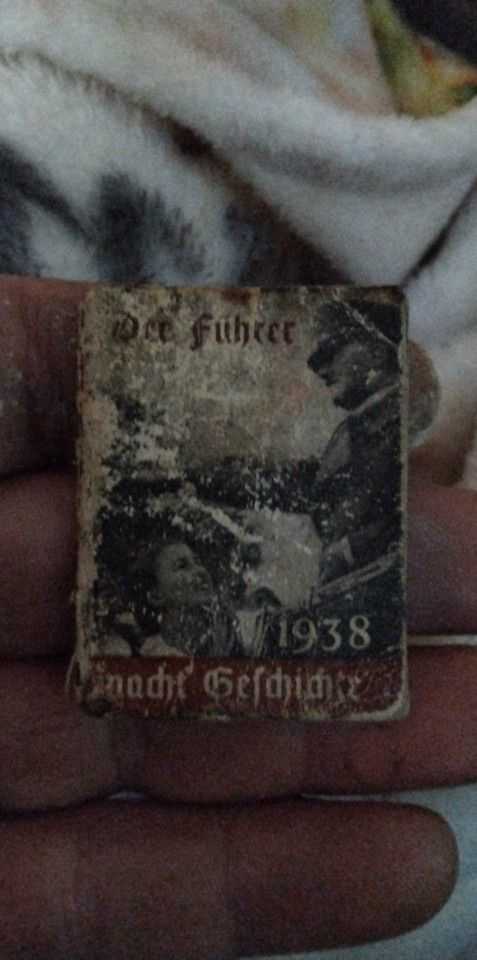 Der Führer
1938
macht Geschichte